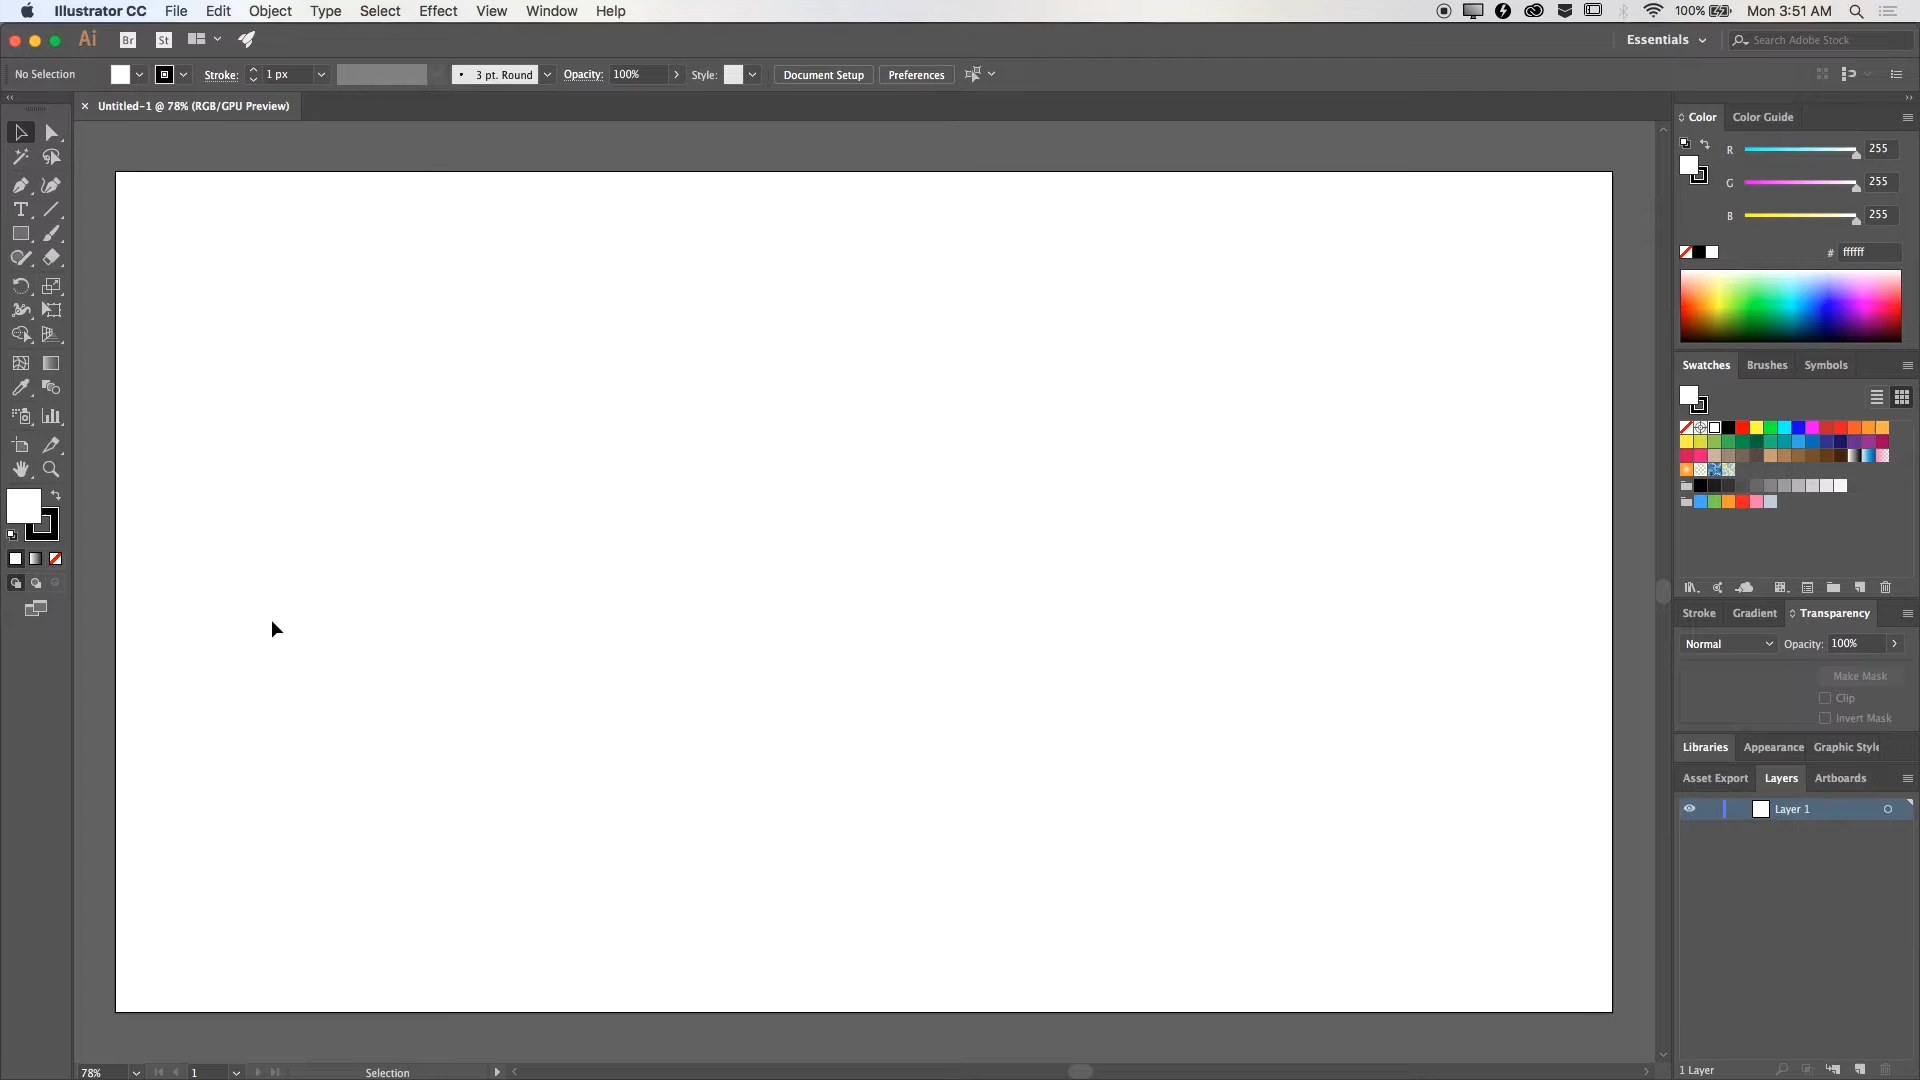 Illustrator CC File Edit Object Type Select Effect View Window Help 100% Mon 3:51 AM
Ai Br St Essentials Search Adobe Stock
No Selection Stroke: 1 px 3 pt. Round Opacity: 100% Style: Document Setup Preferences
Untitled-1 @ 78% (RGB/GPU Preview)
Color Color Guide
R 255
G 255
B 255
# ffffff
Swatches Brushes Symbols
Stroke Gradient Transparency
Normal Opacity: 100%
Make Mask
Clip
Invert Mask
Libraries Appearance Graphic Style
Asset Export Layers Artboards
Layer 1
78% 1 Selection 1 Layer